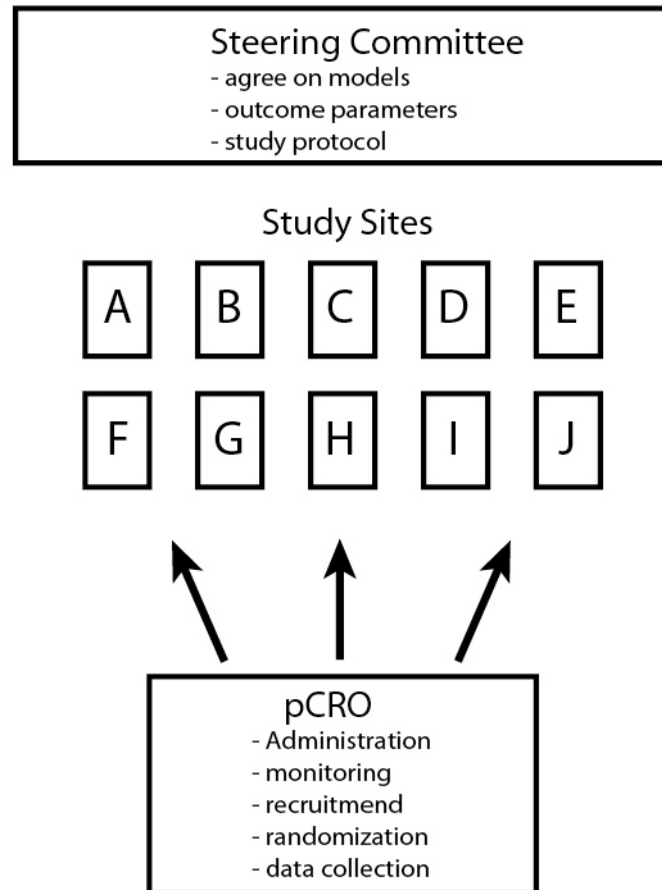 Steering Committee
- agree on models
- outcome parameters
- study protocol
Study Sites
A B C D E
F G H I J
pCRO
- Administration
- monitoring
- recruitmend
- randomization
- data collection